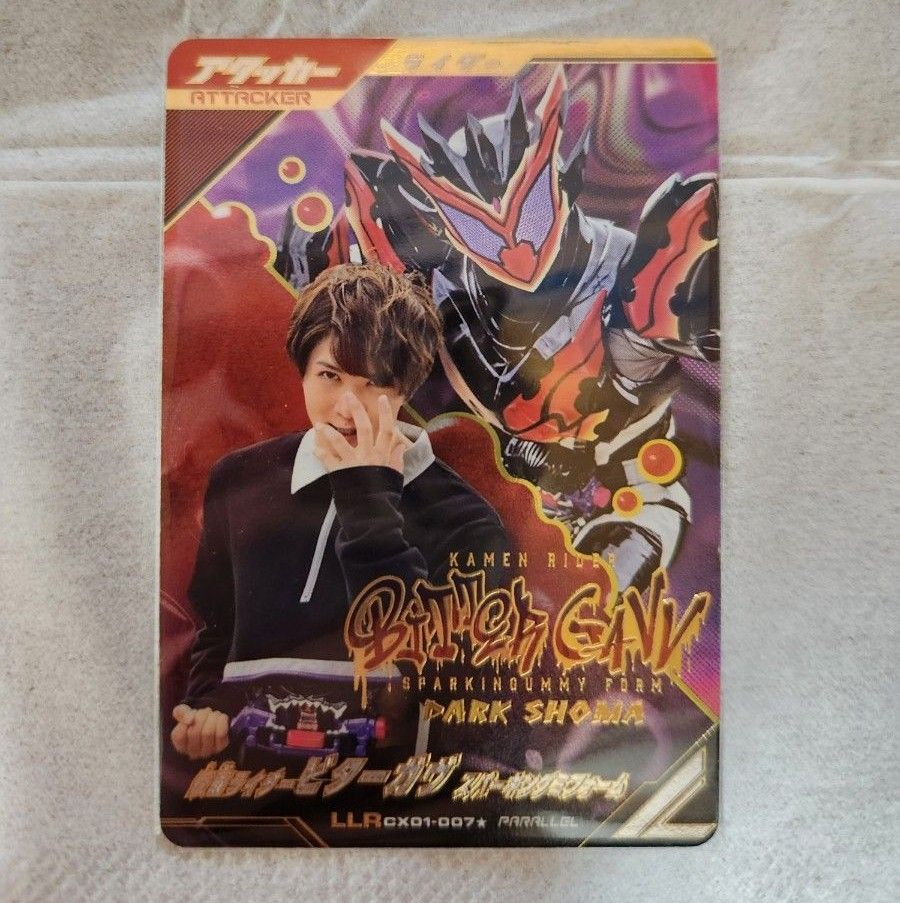 アタッカー
ATTACKER
ライダー
KAMEN RIDER
BITTER GAVV
SPARKINGUMMY FORM
DARK SHOMA
仮面ライダービターガヴ スパーキングミフォーム
LLR CX01-007★ PARALLEL